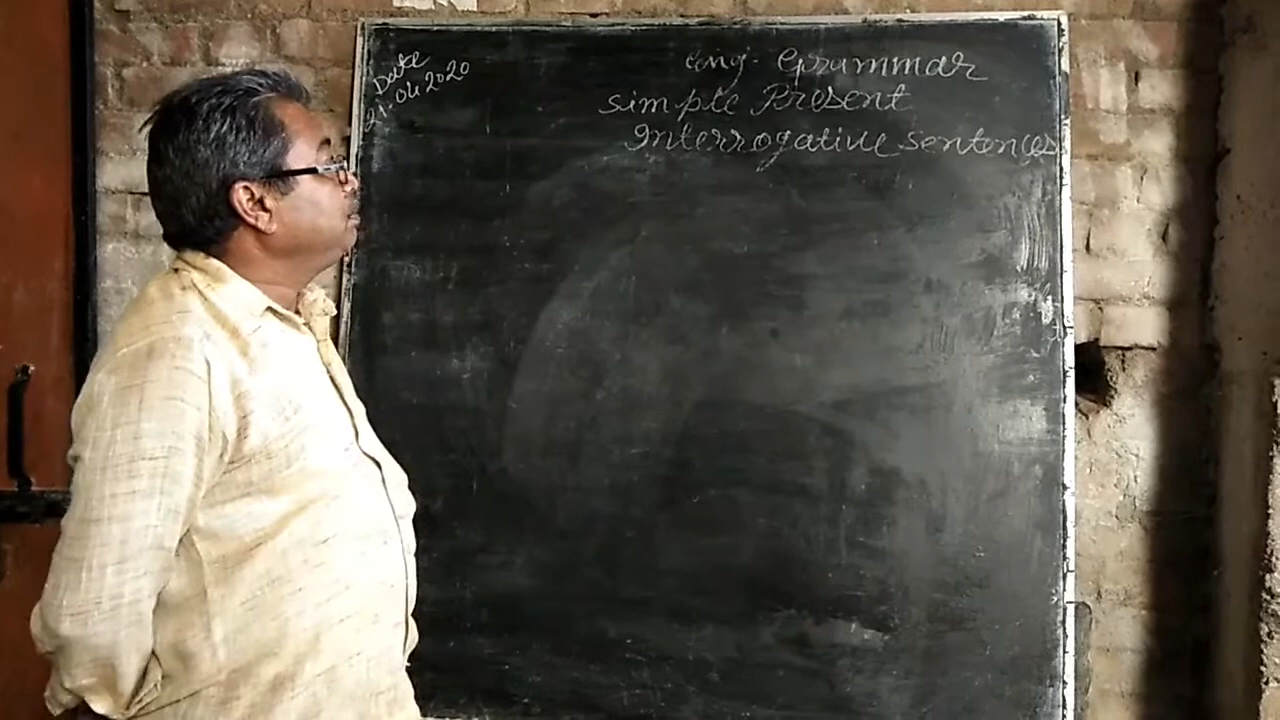 Date
21.04.2020
Eng. Grammar
Simple Present
Interrogative Sentences